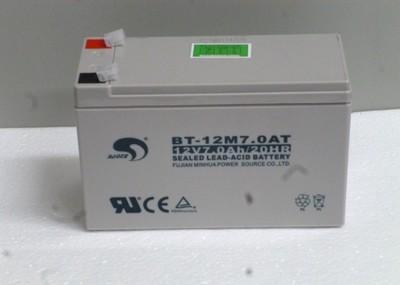 BT-12M7.0AT
12V7.0Ah/20HR
SEALED LEAD-ACID BATTERY
FUJIAN MINHUA POWER SOURCE CO.,LTD.
CE